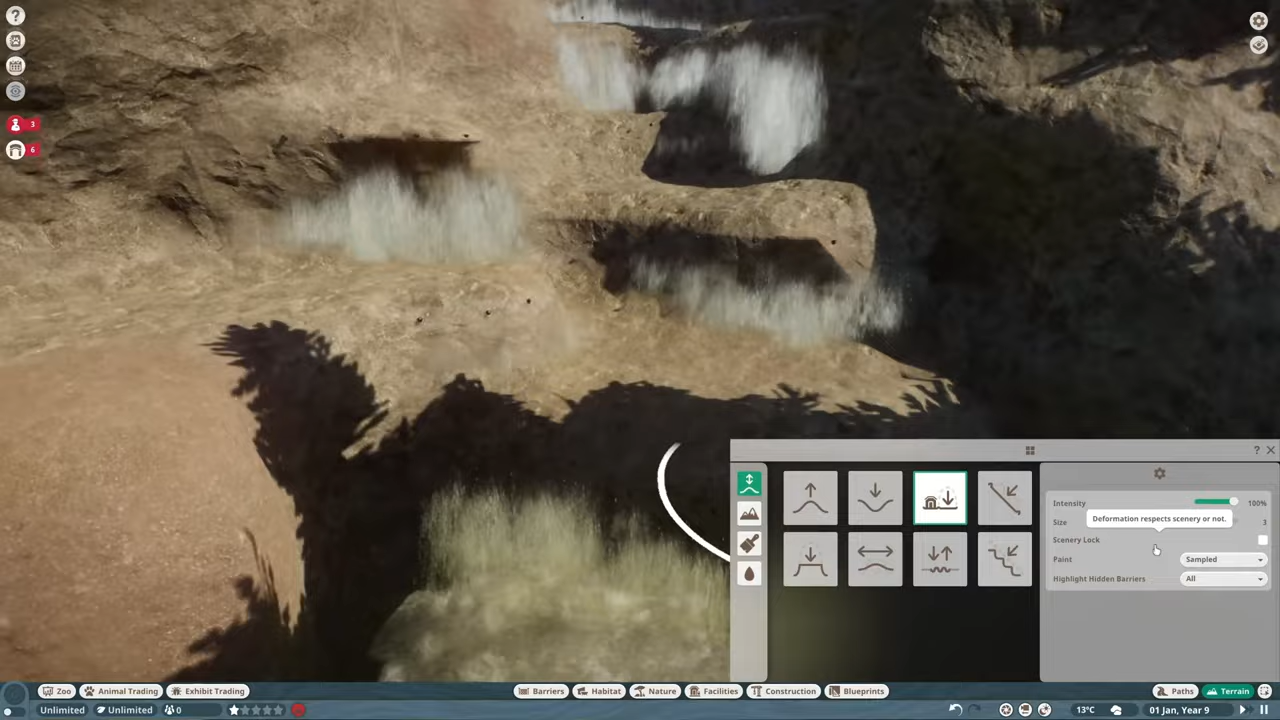 ?
3
6
?
Intensity 100%
Deformation respects scenery or not.
Size 3
Scenery Lock
Paint Sampled
Highlight Hidden Barriers All
Zoo Animal Trading Exhibit Trading Barriers Habitat Nature Facilities Construction Blueprints Paths Terrain
Unlimited Unlimited 0 13°C 01 Jan, Year 9